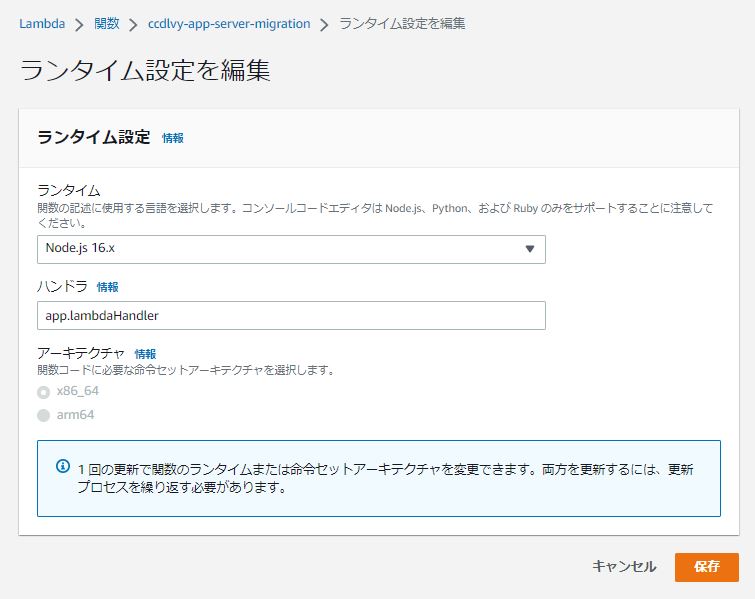 Lambda > 関数 > ccdlvy-app-server-migration > ランタイム設定を編集
ランタイム設定を編集
ランタイム設定 情報
ランタイム
関数の記述に使用する言語を選択します。コンソールコードエディタは Node.js、Python、および Ruby のみをサポートすることに注意して
ください。
Node.js 16.x
ハンドラ 情報
app.lambdaHandler
アーキテクチャ 情報
関数コードに必要な命令セットアーキテクチャを選択します。
x86_64
arm64
1 回の更新で関数のランタイムまたは命令セットアーキテクチャを変更できます。両方を更新するには、更新
プロセスを繰り返す必要があります。
キャンセル 保存